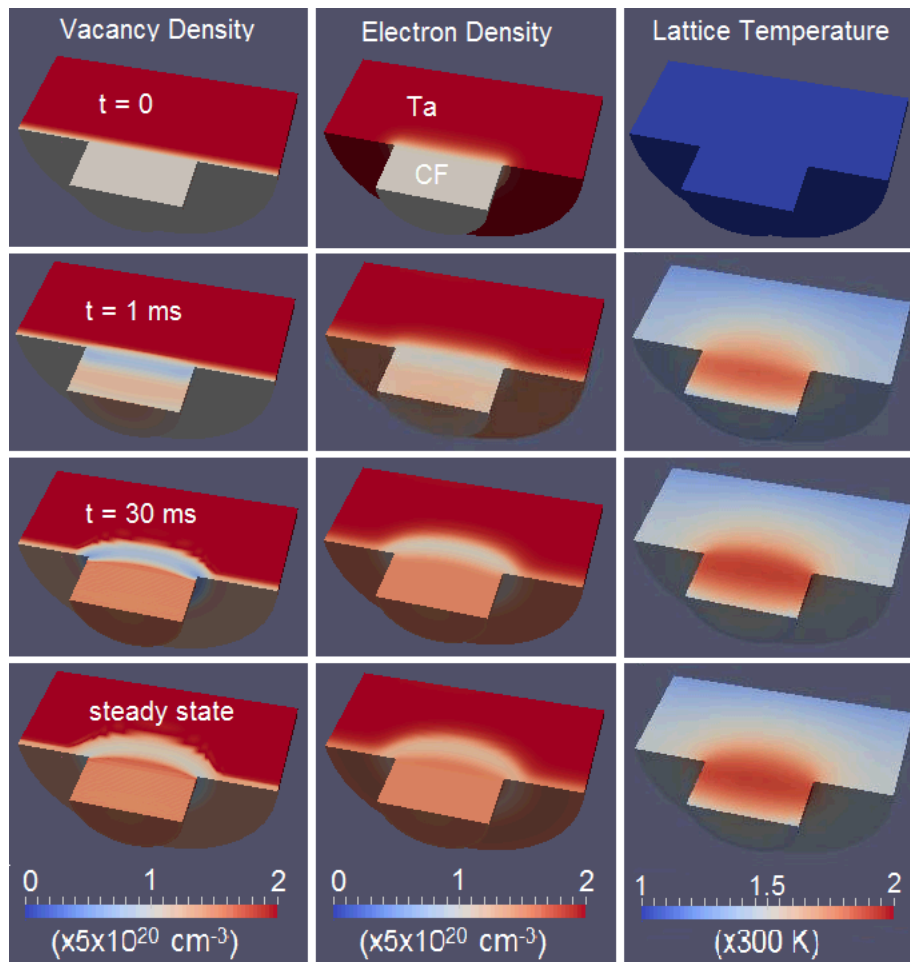 Vacancy Density Electron Density Lattice Temperature
t = 0
Ta
CF
t = 1 ms
t = 30 ms
steady state
0 1 2 0 1 2 1 1.5 2
(x5x10²⁰ cm⁻³) (x5x10²⁰ cm⁻³) (x300 K)